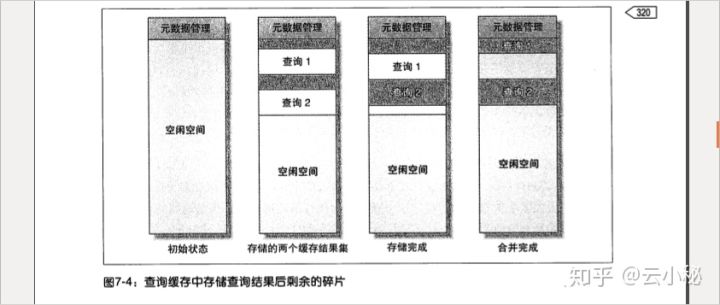 320
元数据管理 元数据管理 元数据管理 元数据管理
查询 1
查询 1
查询 2
查询 2
查询 2
空闲空间
空闲空间
空闲空间
空闲空间
初始状态 存储的两个缓存结果集 存储完成 合并完成
图7-4：查询缓存中存储查询结果后剩余的碎片
知乎 @云小秘